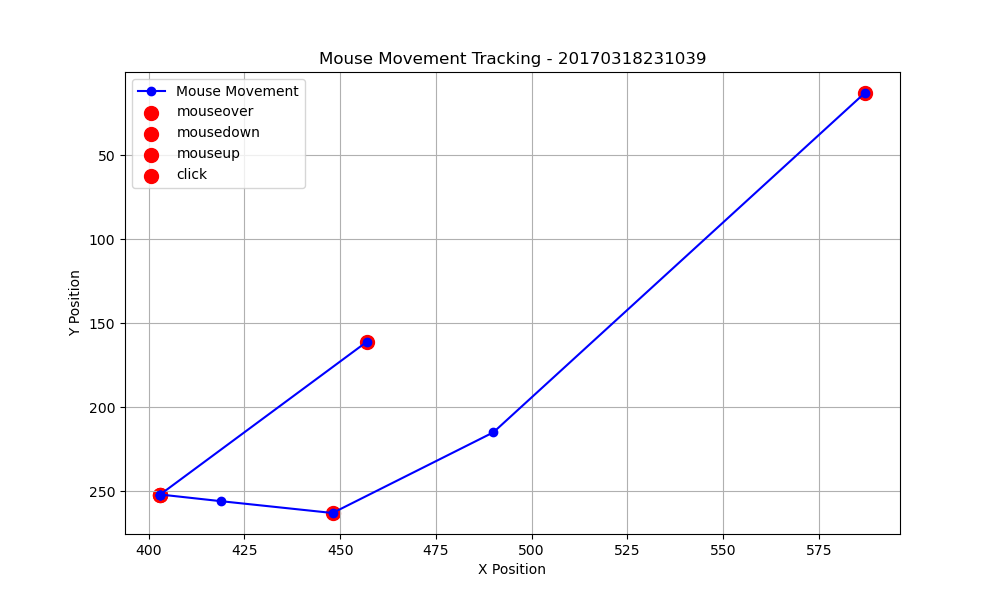 Mouse Movement Tracking - 20170318231039
Mouse Movement
mouseover
mousedown
mouseup
click
50
100
150
200
250
Y Position
400
425
450
475
500
525
550
575
X Position